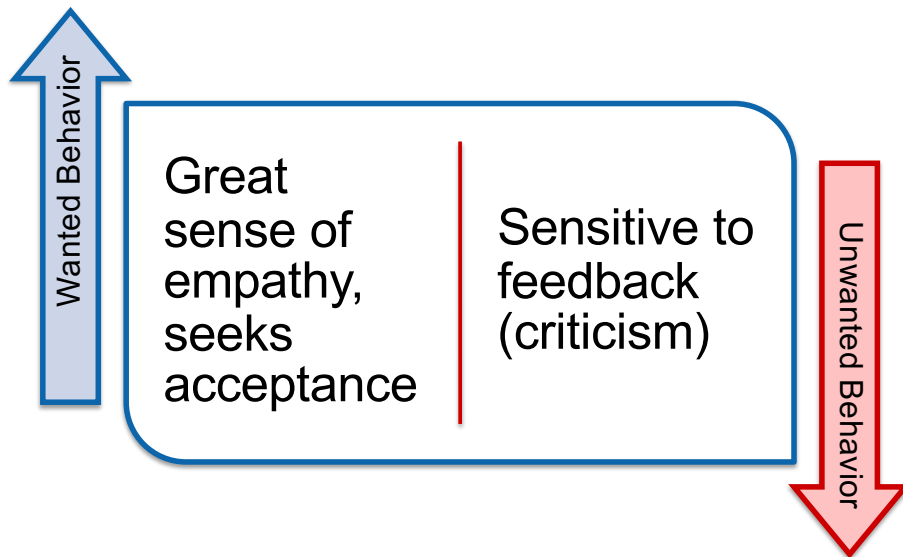 Wanted Behavior
Great
sense of
empathy,
seeks
acceptance
Sensitive to
feedback
(criticism)
Unwanted Behavior